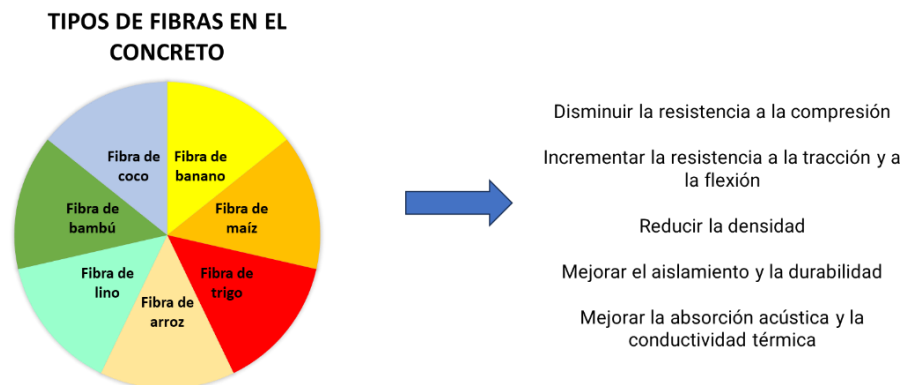 TIPOS DE FIBRAS EN EL
CONCRETO
Fibra de
coco
Fibra de
banano
Fibra de
bambú
Fibra de
maíz
Fibra de
lino
Fibra de
trigo
Fibra de
arroz
Disminuir la resistencia a la compresión
Incrementar la resistencia a la tracción y a
la flexión
Reducir la densidad
Mejorar el aislamiento y la durabilidad
Mejorar la absorción acústica y la
conductividad térmica